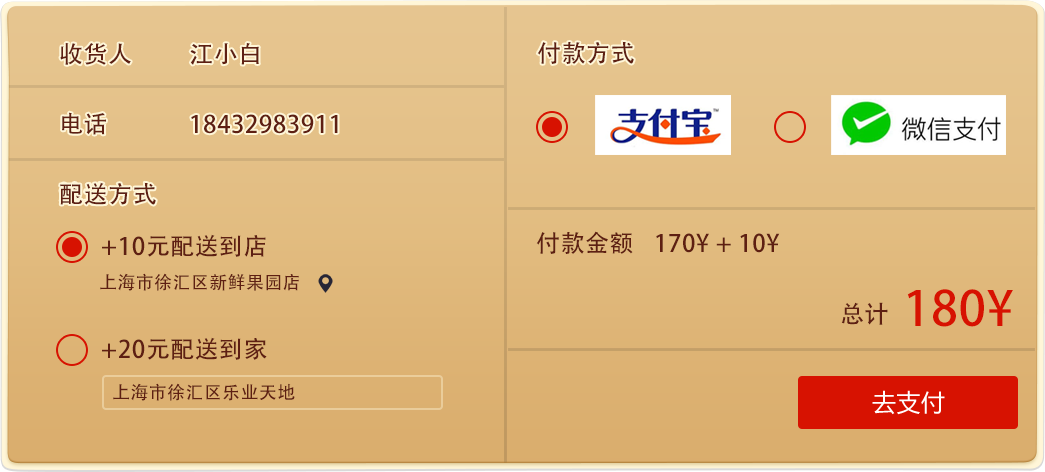 收货人 江小白
电话 18432983911
配送方式
+10元配送到店
上海市徐汇区新鲜果园店
+20元配送到家
上海市徐汇区乐业天地
付款方式
支付宝™ 微信支付
付款金额 170¥ + 10¥
总计 180¥
去支付